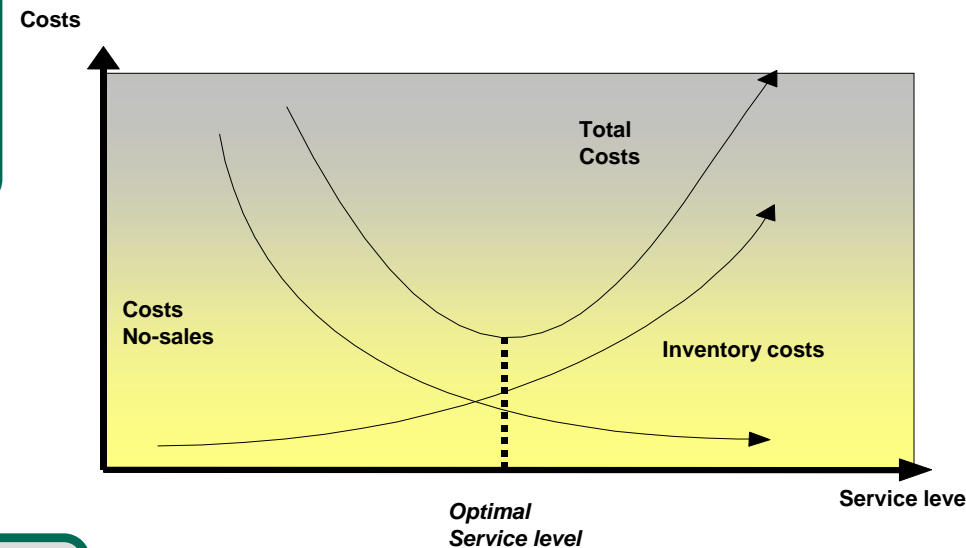 Costs
Total
Costs
Costs
No-sales
Inventory costs
Service leve
Optimal
Service level